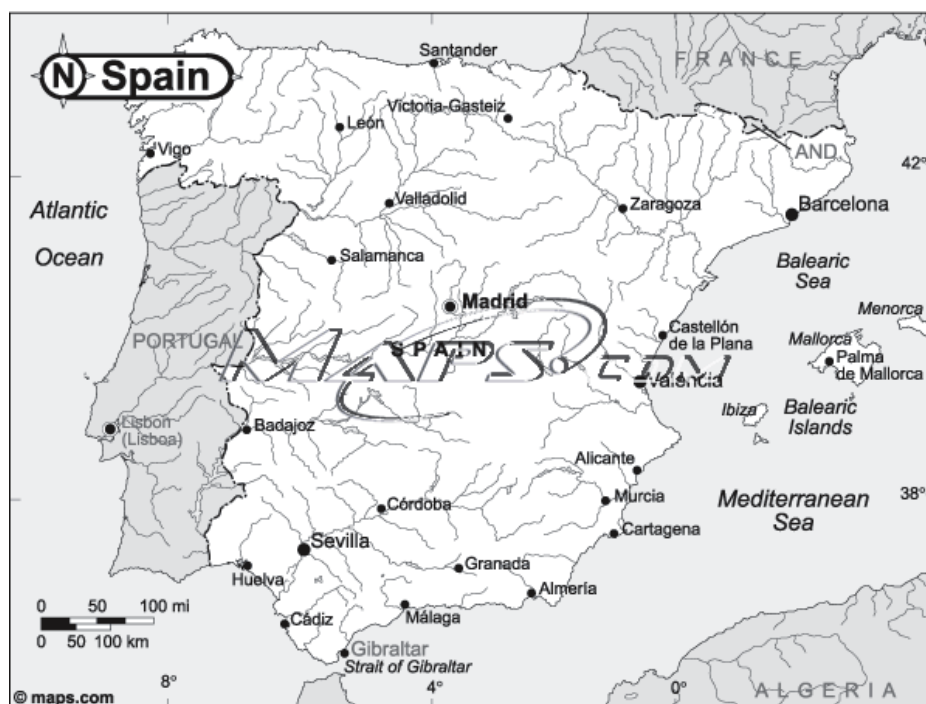 N Spain
FRANCE
Santander
Victoria-Gasteiz
León
AND.
Vigo
42°
Valladolid
Zaragoza
Barcelona
Atlantic
Ocean
Salamanca
Balearic
Sea
Madrid
Menorca
Castellón
de la Plana
Mallorca
PORTUGAL
SPAIN
MAPS.COM
Palma
de Mallorca
Valencia
Ibiza
Balearic
Islands
Lisbon
(Lisboa)
Badajoz
Alicante
Murcia
38°
Mediterranean
Sea
Córdoba
Cartagena
Sevilla
Granada
Huelva
Almería
0 50 100 mi
0 50 100 km
Cádiz
Málaga
Gibraltar
Strait of Gibraltar
8°
4°
0°
ALGERIA
© maps.com